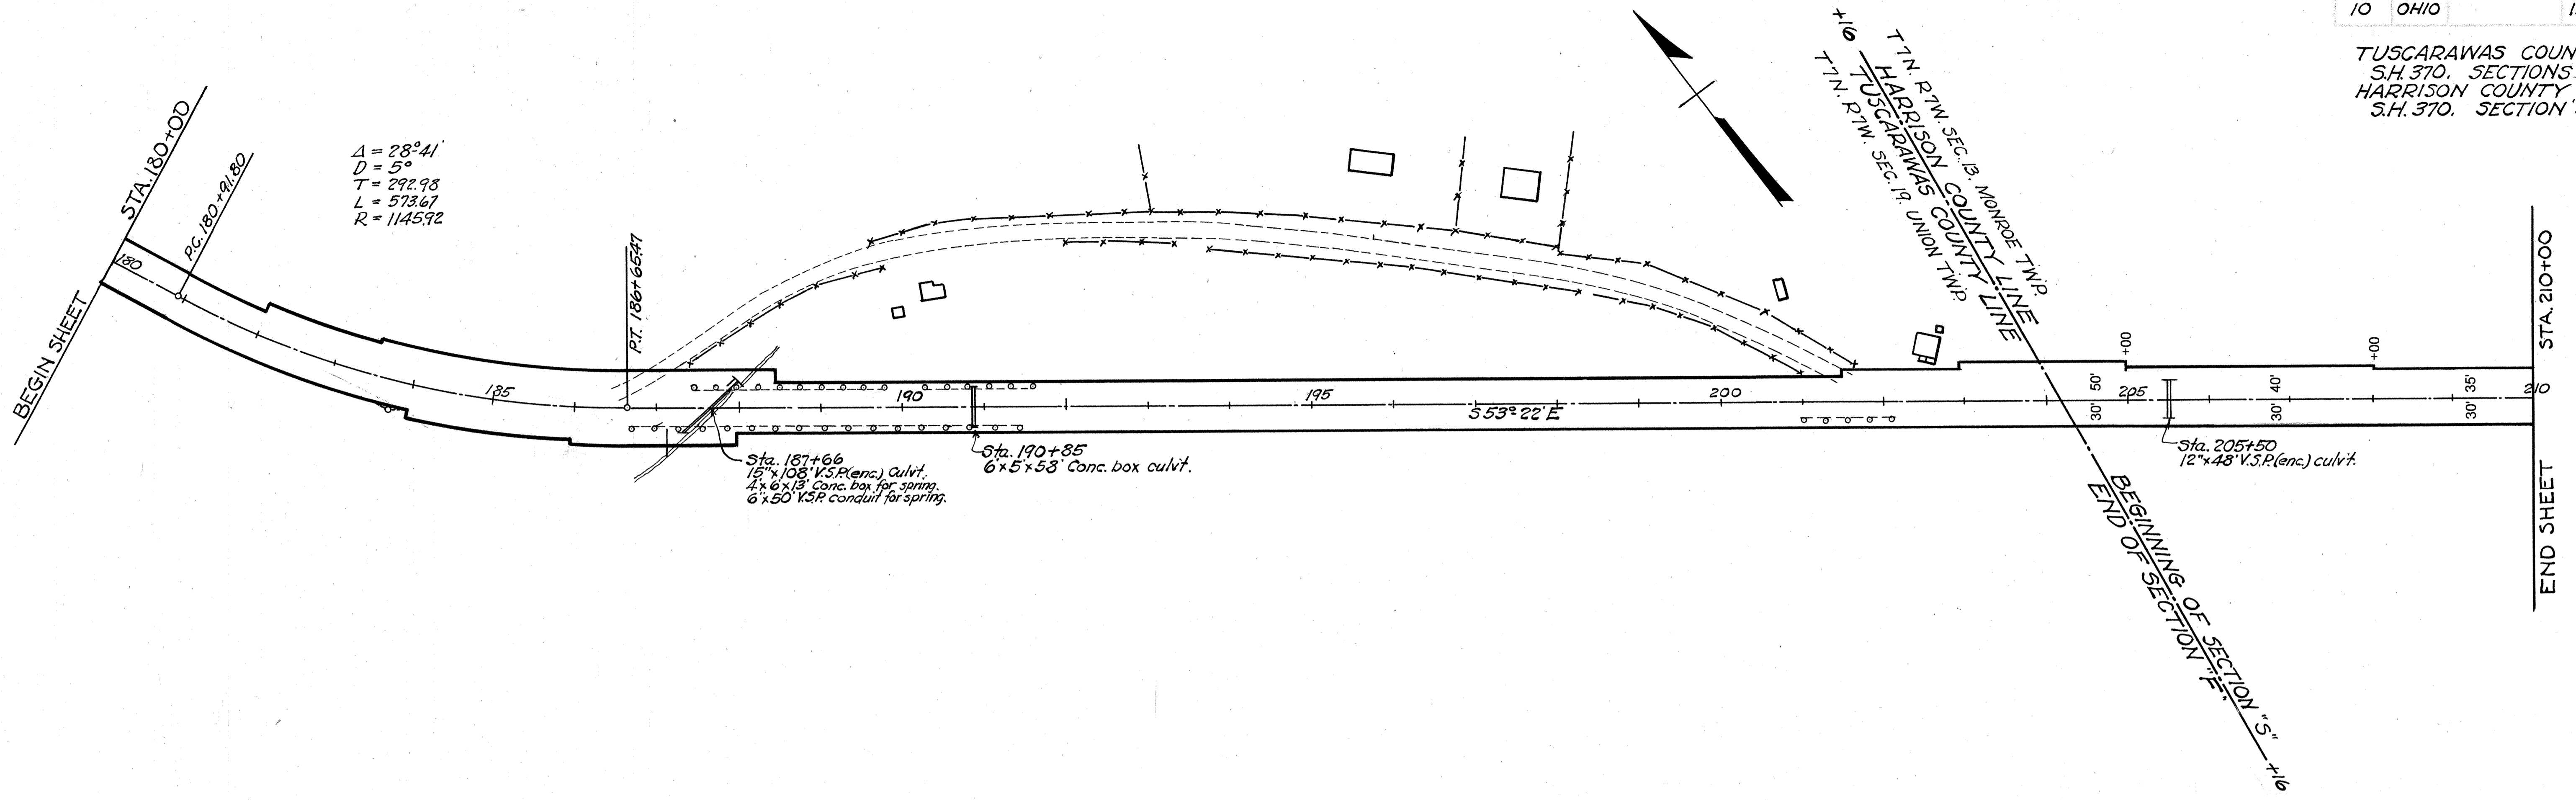 10 OHIO
TUSCARAWAS COUN
S.H. 370. SECTIONS
HARRISON COUNTY
S.H. 370. SECTION
BEGIN SHEET
STA. 180+00
P.C. 180+91.80
180
Δ = 28°41'
D = 5°
T = 292.98
L = 573.67
R = 1145.92
185
P.T. 186+65.47
Sta. 187+66
15"x108' V.S.P.(enc.) Culvt.
4'x6'x13' Conc. box for spring.
6"x50' V.S.P. conduit for spring.
190
Sta. 190+85
6'x5'x58' Conc. box culvt.
195
S 53° 22' E
200
+16
T7N. R7W. SEC. 13. MONROE TWP.
HARRISON COUNTY LINE
TUSCARAWAS COUNTY LINE
T7N. R7W. SEC. 19. UNION TWP.
BEGINNING OF SECTION "S"
END OF SECTION "F"
+16
+00
50'
30'
205
Sta. 205+50
12"x48' V.S.P.(enc.) culvt.
+00
40'
30'
35'
30'
210
STA. 210+00
END SHEET